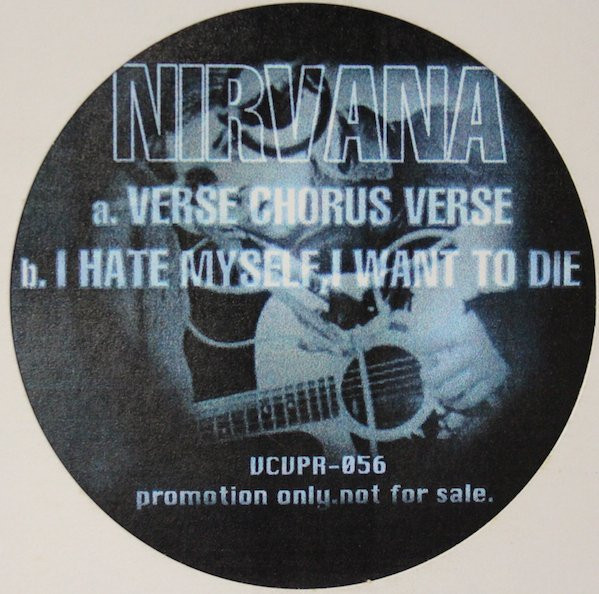 NIRVANA
a. VERSE CHORUS VERSE
b. I HATE MYSELF,I WANT TO DIE
VCVPR-056
promotion only.not for sale.